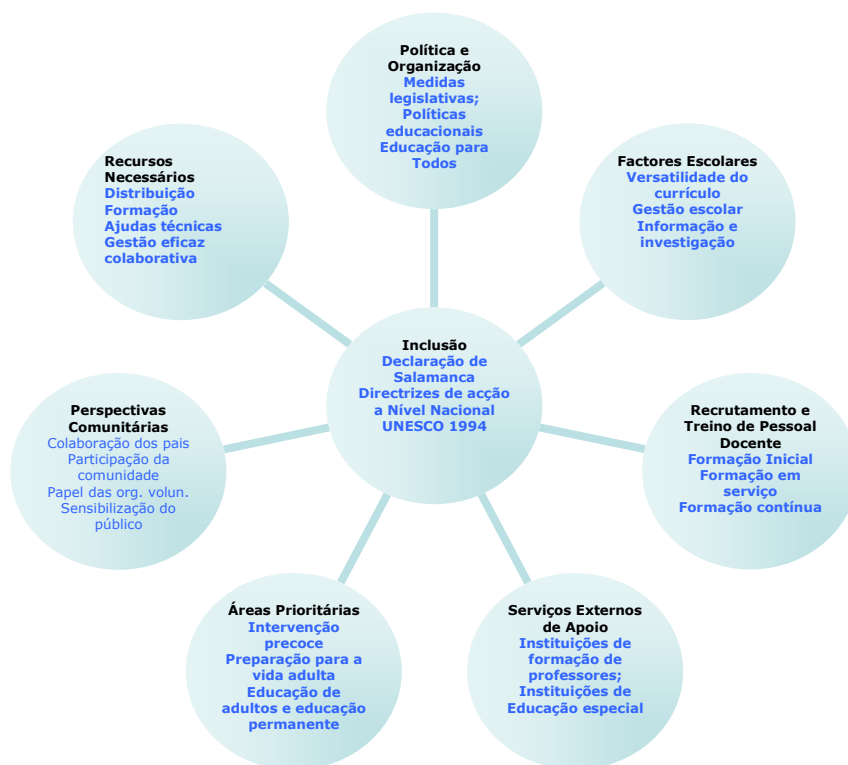 Política e
Organização
Medidas
legislativas;
Políticas
educacionais
Educação para
Todos
Factores Escolares
Versatilidade do
currículo
Gestão escolar
Informação e
investigação
Recrutamento e
Treino de Pessoal
Docente
Formação Inicial
Formação em
serviço
Formação contínua
Serviços Externos
de Apoio
Instituições de
formação de
professores;
Instituições de
Educação especial
Áreas Prioritárias
Intervenção
precoce
Preparação para a
vida adulta
Educação de
adultos e educação
permanente
Perspectivas
Comunitárias
Colaboração dos pais
Participação da
comunidade
Papel das org. volun.
Sensibilização do
público
Recursos
Necessários
Distribuição
Formação
Ajudas técnicas
Gestão eficaz
colaborativa
Inclusão
Declaração de
Salamanca
Directrizes de acção
a Nível Nacional
UNESCO 1994